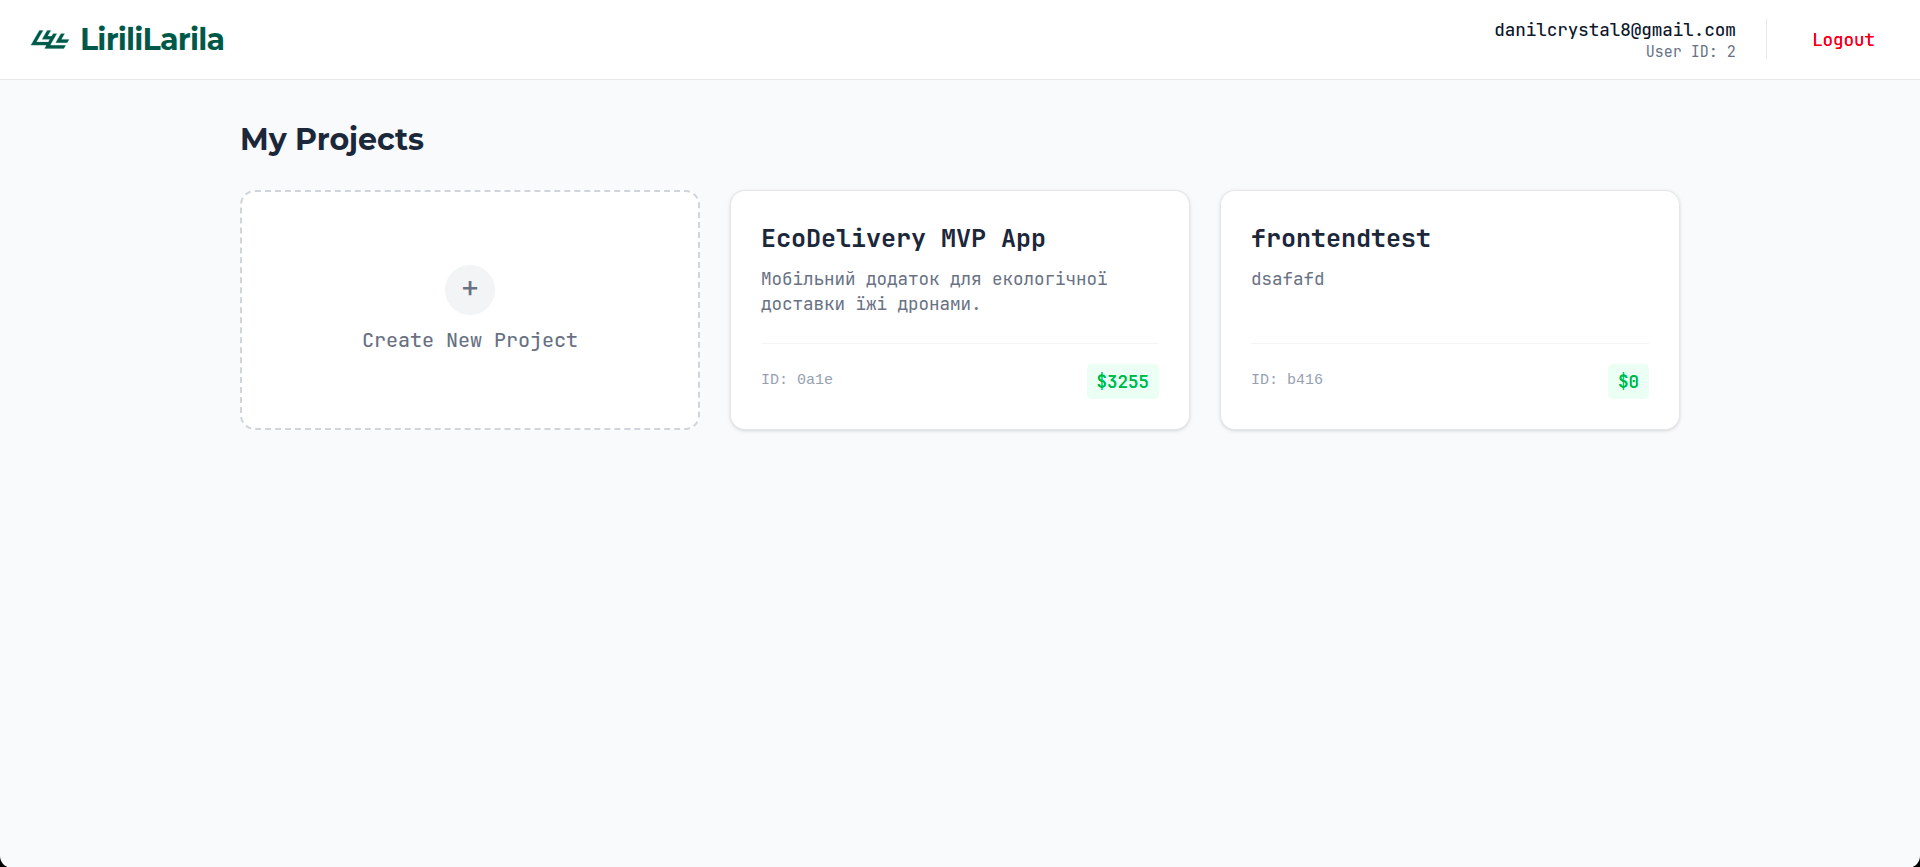 LiriliLarila
danilcrystal8@gmail.com
User ID: 2
Logout
My Projects
+
Create New Project
EcoDelivery MVP App
Мобільний додаток для екологічної
доставки їжі дронами.
ID: 0a1e
$3255
frontendtest
dsafafd
ID: b416
$0